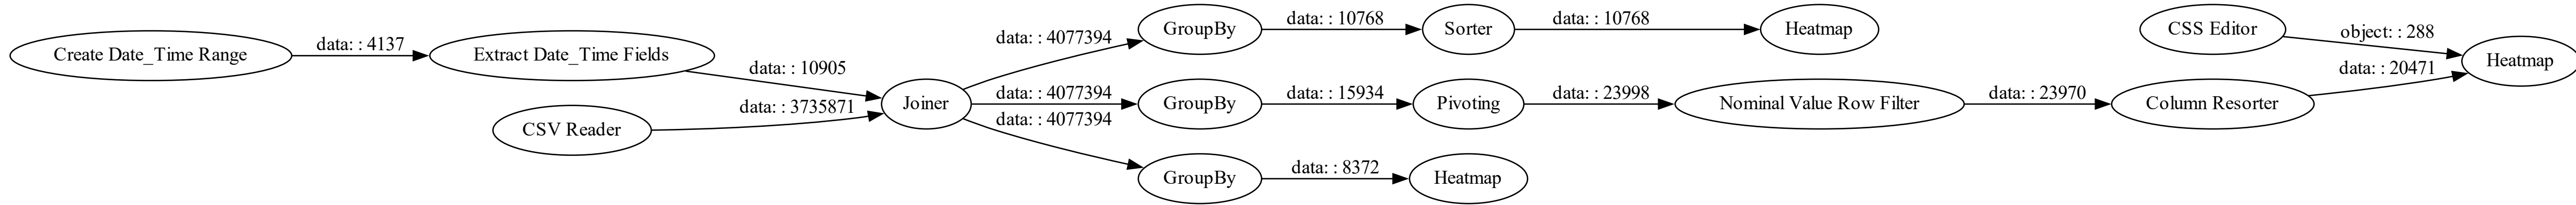 Create Date_Time Range
data: : 4137
Extract Date_Time Fields
data: : 10905
CSV Reader
data: : 3735871
Joiner
data: : 4077394
GroupBy
data: : 10768
Sorter
data: : 10768
Heatmap
data: : 4077394
GroupBy
data: : 15934
Pivoting
data: : 23998
Nominal Value Row Filter
data: : 23970
Column Resorter
data: : 20471
CSS Editor
object: : 288
Heatmap
data: : 4077394
GroupBy
data: : 8372
Heatmap